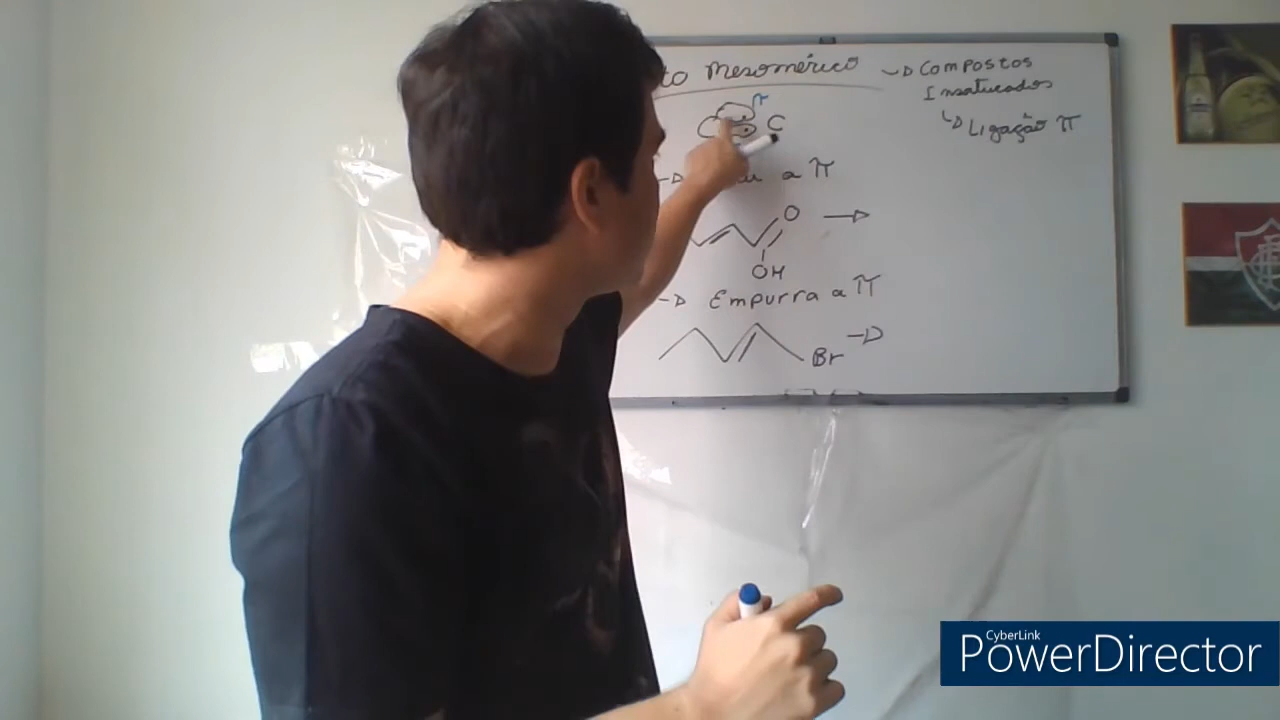 to Mesomérico → Compostos
Insaturados
↳ Ligação π
π
C C
→ a π
O →
OH
→ Empurra a π
Br →
CyberLink
PowerDirector